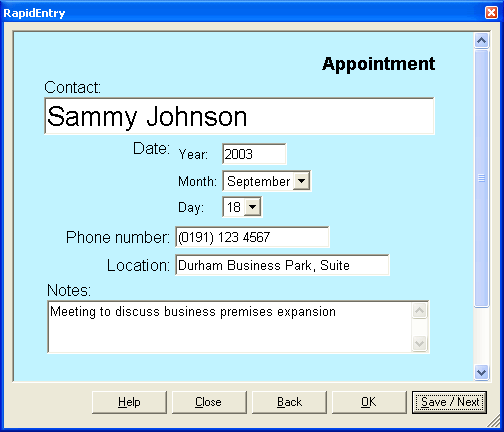 RapidEntry
Appointment
Contact:
Sammy Johnson
Date: Year: 2003
Month: September
Day: 18
Phone number: (0191) 123 4567
Location: Durham Business Park, Suite
Notes:
Meeting to discuss business premises expansion
Help Close Back OK Save / Next